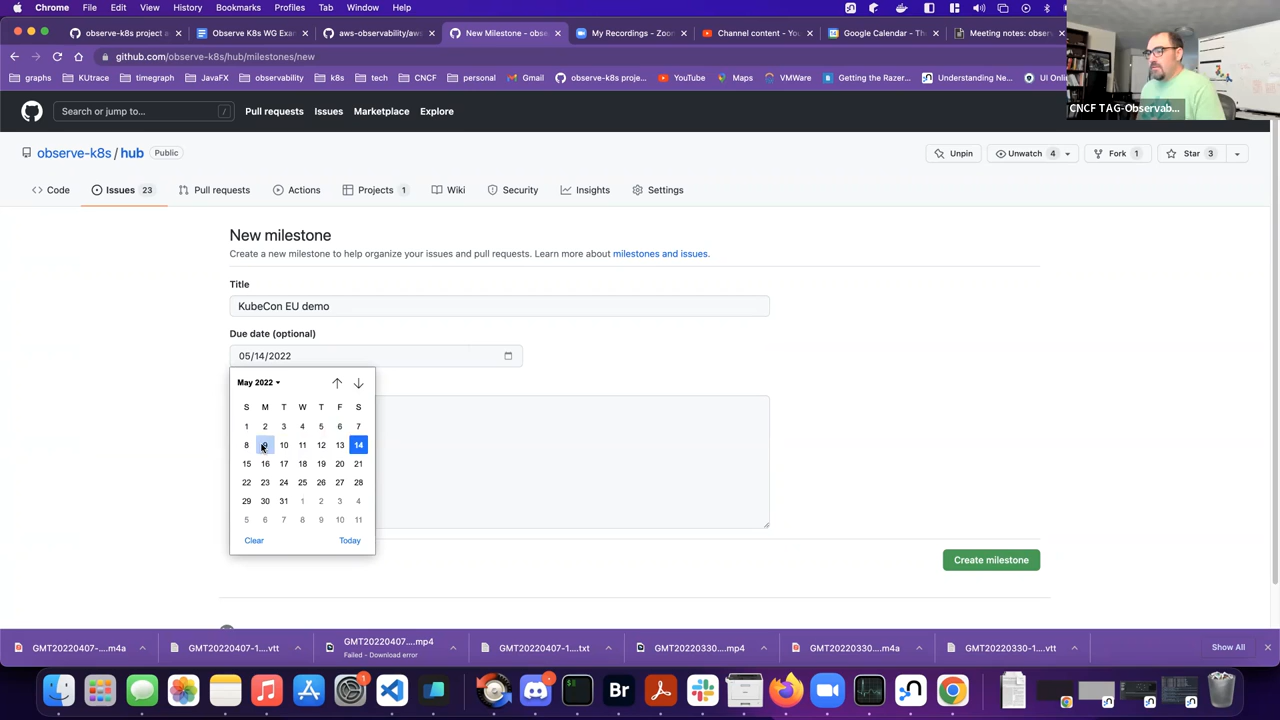 Chrome File Edit View History Bookmarks Profiles Tab Window Help
observe-k8s project a
Observe K8s WG Exam
aws-observability/aws
New Milestone - obse
My Recordings - Zoom
Channel content - You
Google Calendar - The
Meeting notes: obser
github.com/observe-k8s/hub/milestones/new
graphs KUtrace timegraph JavaFX observability k8s tech CNCF personal Gmail observe-k8s proje... YouTube Maps VMWare Getting the Razer... Understanding Ne... UI Onli
CNCF TAG-Observab...
Search or jump to... /
Pull requests Issues Marketplace Explore
observe-k8s / hub Public
Unpin Unwatch 4 Fork 1 Star 3
Code Issues 23 Pull requests Actions Projects 1 Wiki Security Insights Settings
New milestone
Create a new milestone to help organize your issues and pull requests. Learn more about milestones and issues.
Title
KubeCon EU demo
Due date (optional)
05/14/2022
May 2022
S M T W T F S
1 2 3 4 5 6 7
8 9 10 11 12 13 14
15 16 17 18 19 20 21
22 23 24 25 26 27 28
29 30 31 1 2 3 4
5 6 7 8 9 10 11
Clear Today
Create milestone
GMT20220407-....m4a
GMT20220407-1....vtt
GMT20220407....mp4
Failed - Download error
GMT20220407-1....txt
GMT20220330....mp4
GMT20220330....m4a
GMT20220330-1....vtt
Show All
1
Br